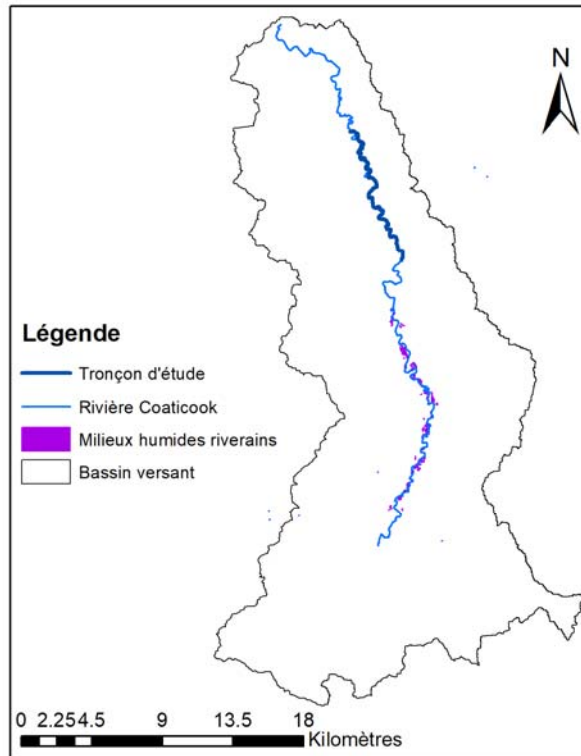 N
Légende
Tronçon d'étude
Rivière Coaticook
Milieux humides riverains
Bassin versant
0 2.254.5 9 13.5 18
Kilomètres